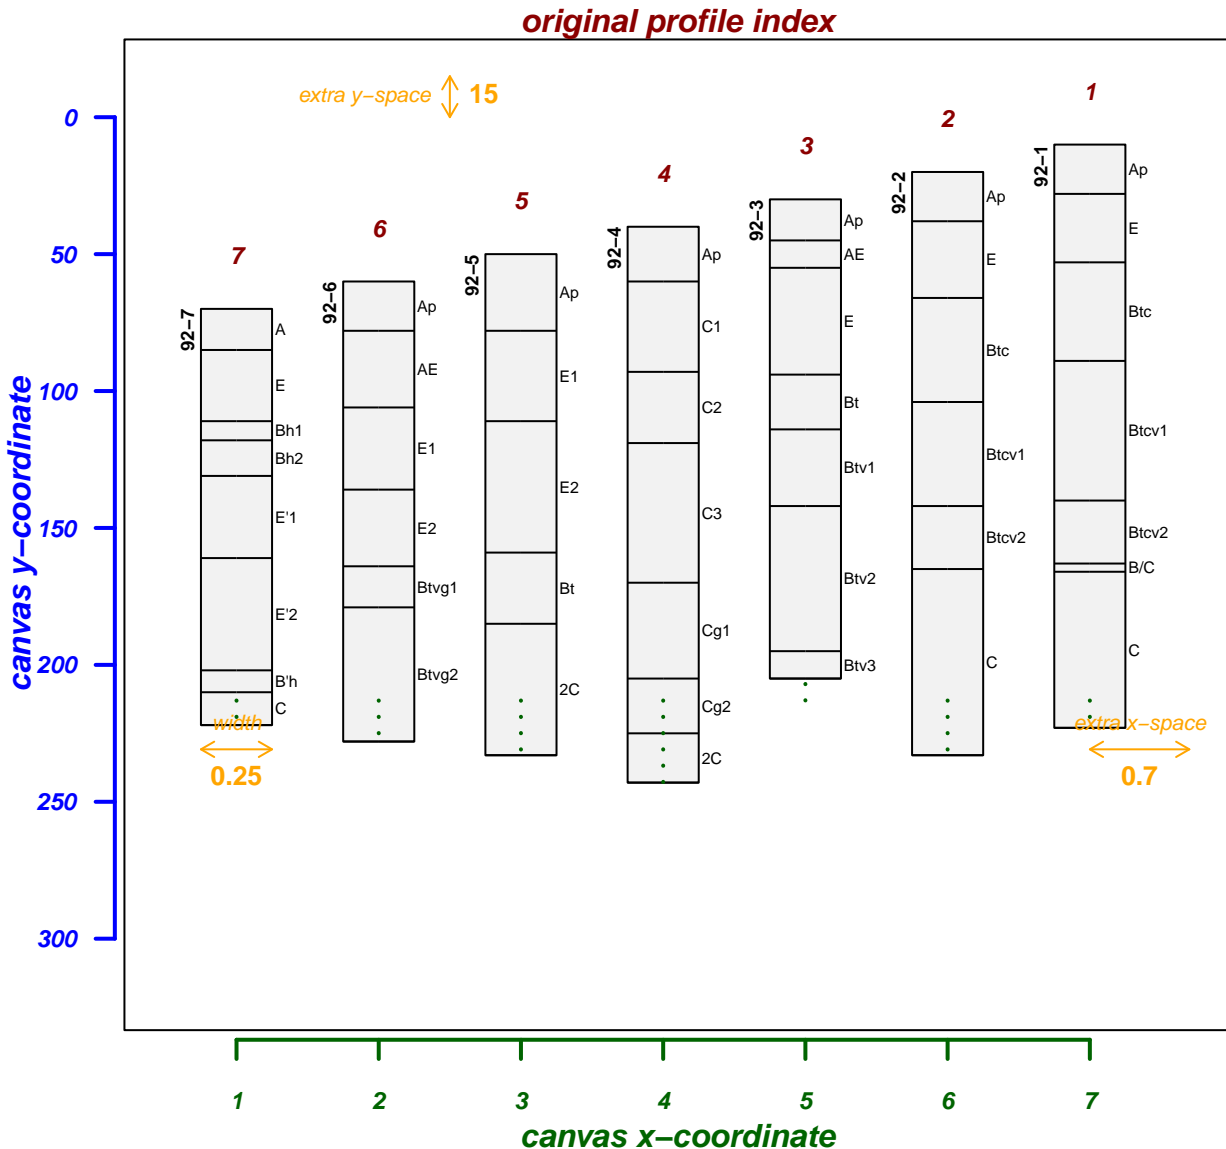 original profile index
extra y−space 15
7
6
5
4
3
2
1
canvas y−coordinate
0
50
100
150
200
250
300
92−7
A
E
Bh1
Bh2
E'1
E'2
B'h
C
width
0.25
92−6
Ap
AE
E1
E2
Btvg1
Btvg2
92−5
Ap
E1
E2
Bt
2C
92−4
Ap
C1
C2
C3
Cg1
Cg2
2C
92−3
Ap
AE
E
Bt
Btv1
Btv2
Btv3
92−2
Ap
E
Btc
Btcv1
Btcv2
C
92−1
Ap
E
Btc
Btcv1
Btcv2
B/C
C
extra x−space
0.7
1 2 3 4 5 6 7
canvas x−coordinate